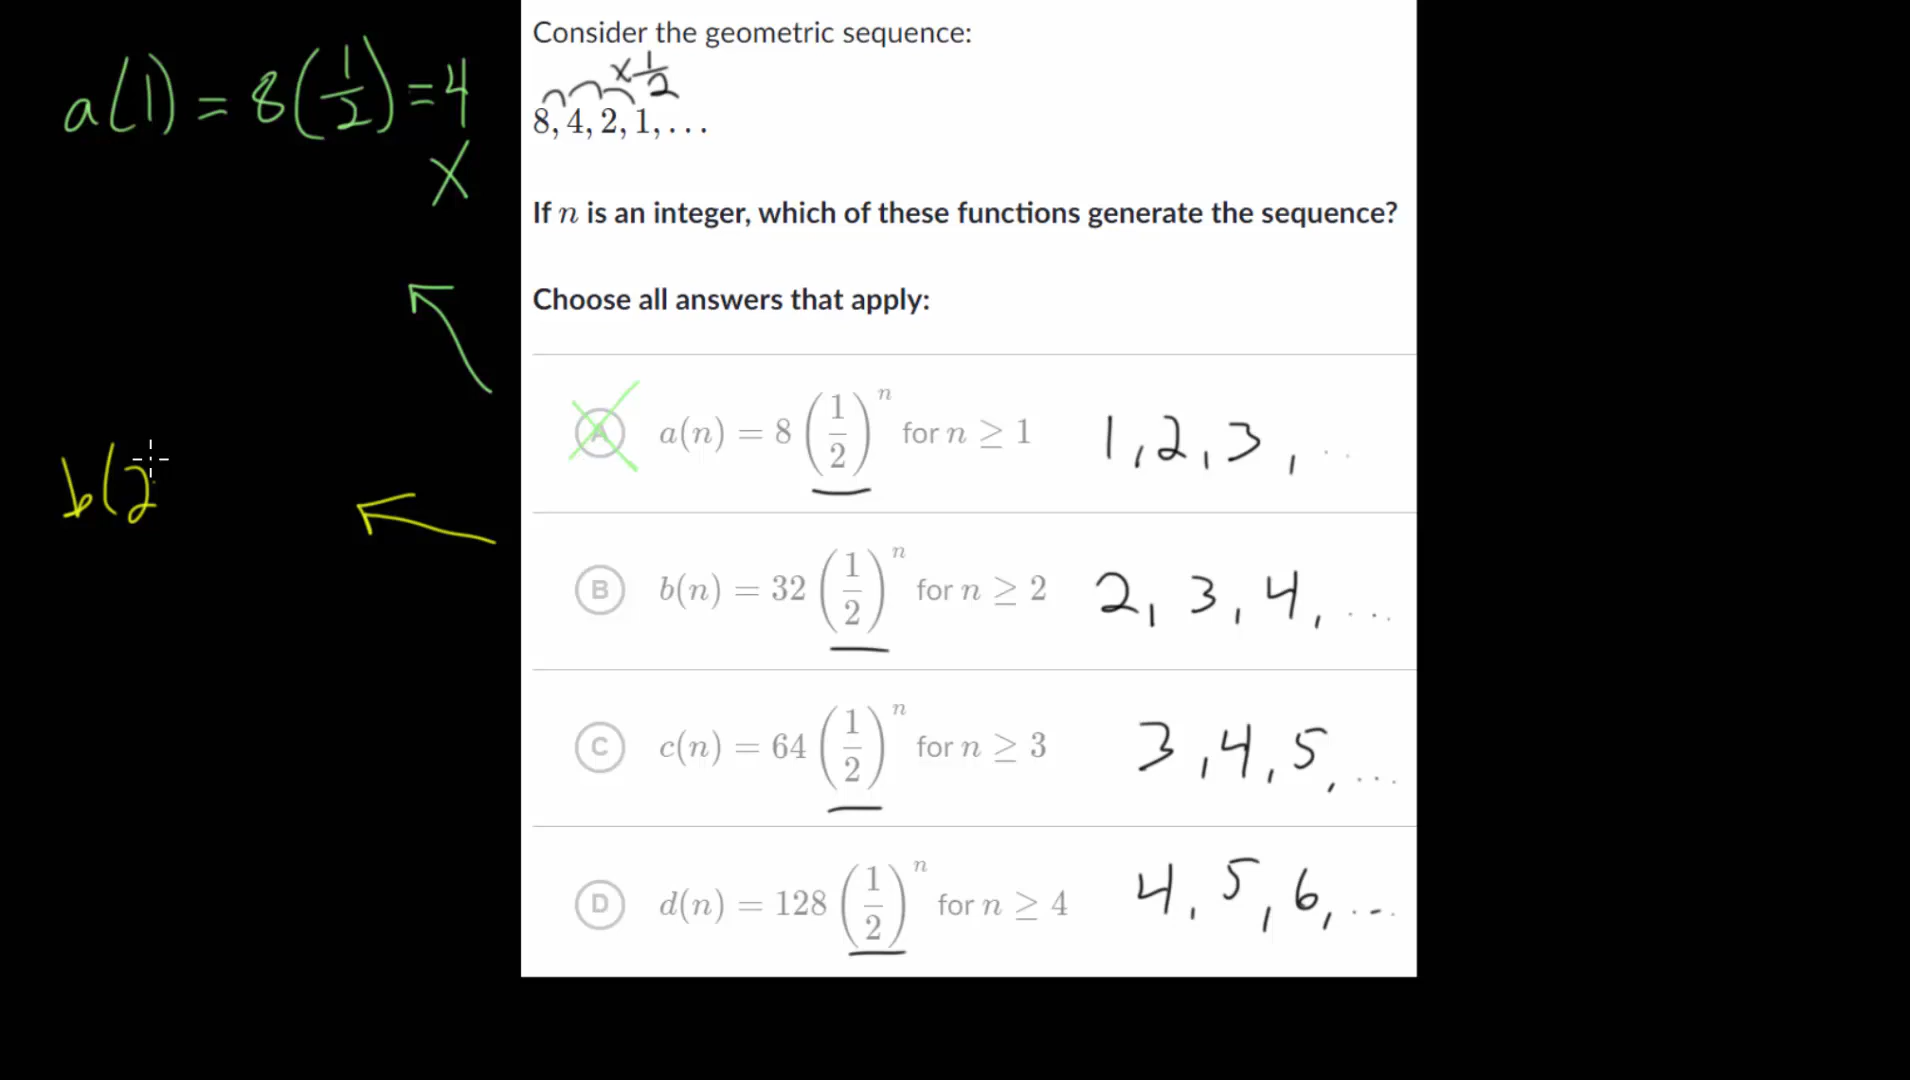 a(1) = 8(1/2) = 4
X
b(2
Consider the geometric sequence:
x 1/2
8, 4, 2, 1, . . .
If n is an integer, which of these functions generate the sequence?
Choose all answers that apply:
A a(n) = 8 (1/2)^n for n ≥ 1 1, 2, 3, . . .
B b(n) = 32 (1/2)^n for n ≥ 2 2, 3, 4, . . .
C c(n) = 64 (1/2)^n for n ≥ 3 3, 4, 5, . . .
D d(n) = 128 (1/2)^n for n ≥ 4 4, 5, 6, . . .